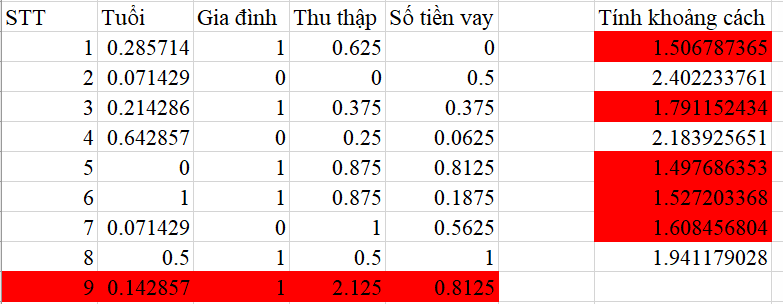 STT Tuổi Gia đình Thu thập Số tiền vay Tính khoảng cách
1 0.285714 1 0.625 0 1.506787365
2 0.071429 0 0 0.5 2.402233761
3 0.214286 1 0.375 0.375 1.791152434
4 0.642857 0 0.25 0.0625 2.183925651
5 0 1 0.875 0.8125 1.497686353
6 1 1 0.875 0.1875 1.527203368
7 0.071429 0 1 0.5625 1.608456804
8 0.5 1 0.5 1 1.941179028
9 0.142857 1 2.125 0.8125